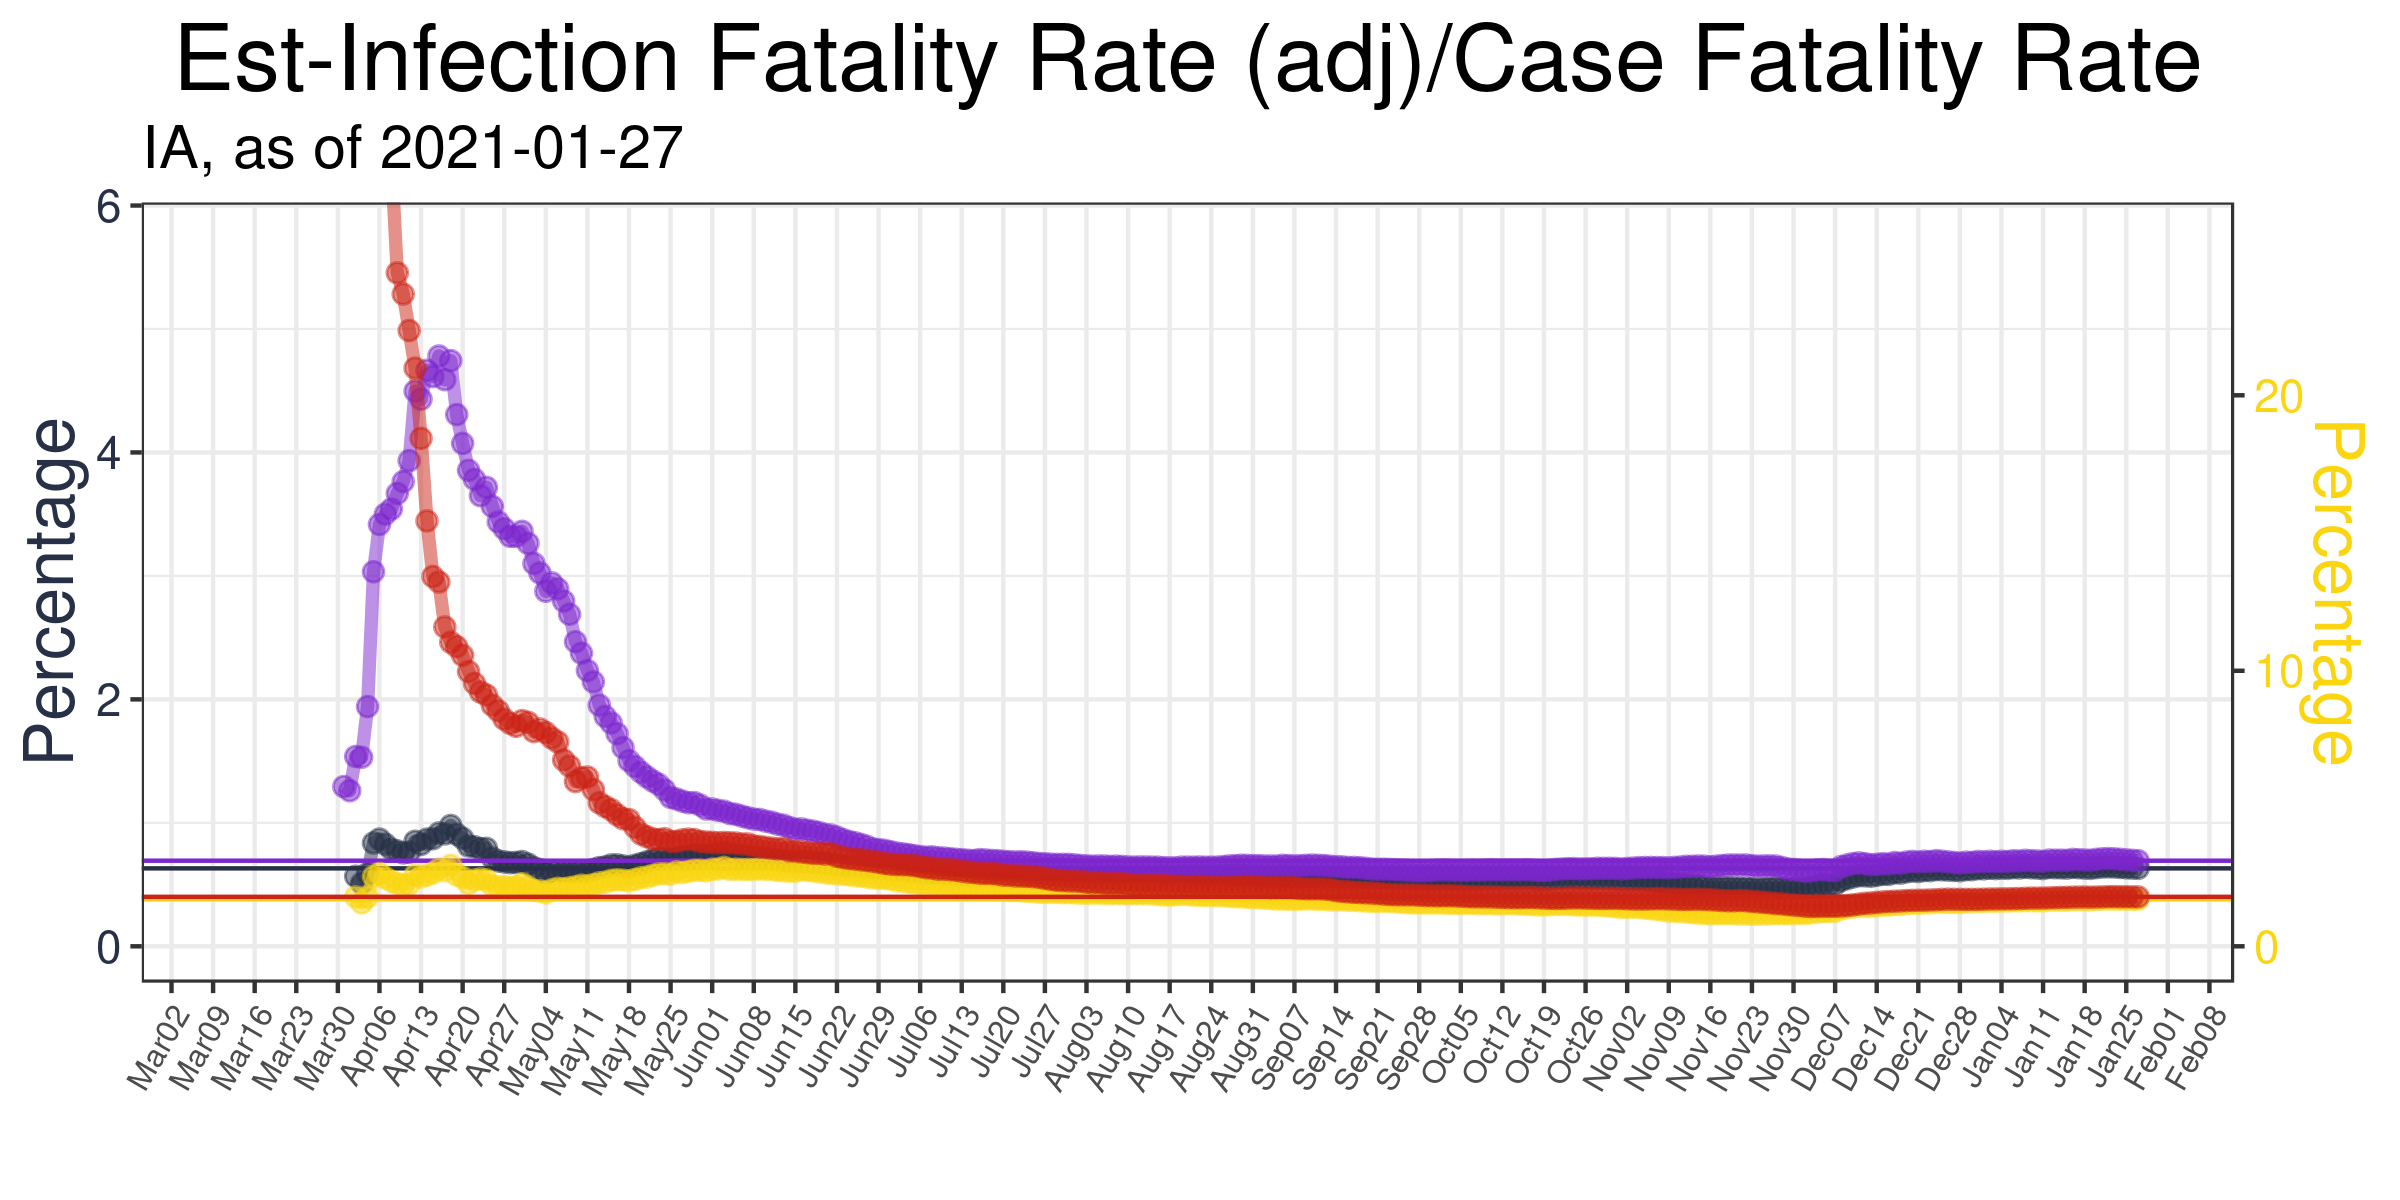 Est-Infection Fatality Rate (adj)/Case Fatality Rate
IA, as of 2021-01-27
Percentage
6
4
2
0
20
10
0
Percentage
Mar02
Mar09
Mar16
Mar23
Mar30
Apr06
Apr13
Apr20
Apr27
May04
May11
May18
May25
Jun01
Jun08
Jun15
Jun22
Jun29
Jul06
Jul13
Jul20
Jul27
Aug03
Aug10
Aug17
Aug24
Aug31
Sep07
Sep14
Sep21
Sep28
Oct05
Oct12
Oct19
Oct26
Nov02
Nov09
Nov16
Nov23
Nov30
Dec07
Dec14
Dec21
Dec28
Jan04
Jan11
Jan18
Jan25
Feb01
Feb08